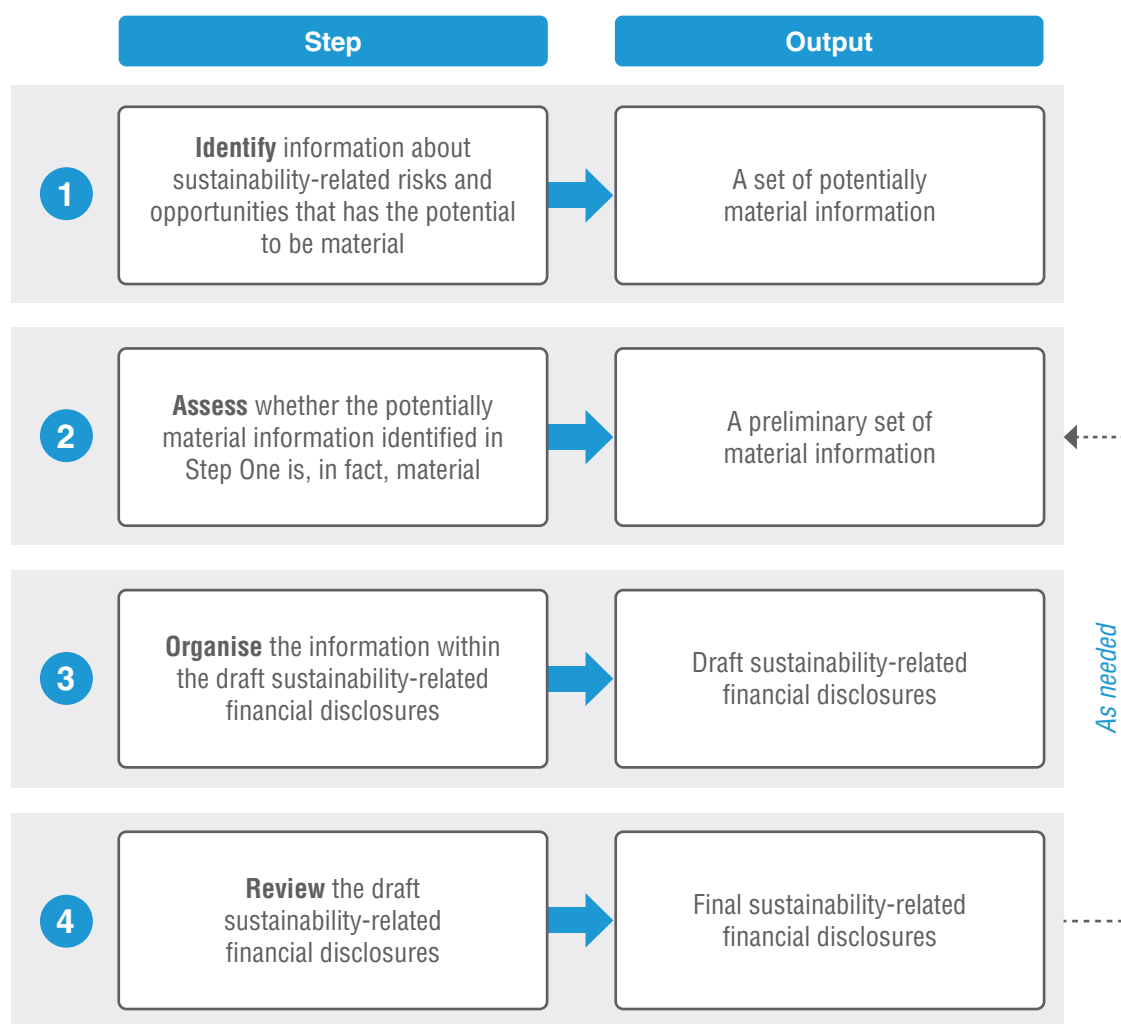 Step
Output
1
Identify information about
sustainability-related risks and
opportunities that has the potential
to be material
A set of potentially
material information
2
Assess whether the potentially
material information identified in
Step One is, in fact, material
A preliminary set of
material information
3
Organise the information within
the draft sustainability-related
financial disclosures
Draft sustainability-related
financial disclosures
As needed
4
Review the draft
sustainability-related
financial disclosures
Final sustainability-related
financial disclosures